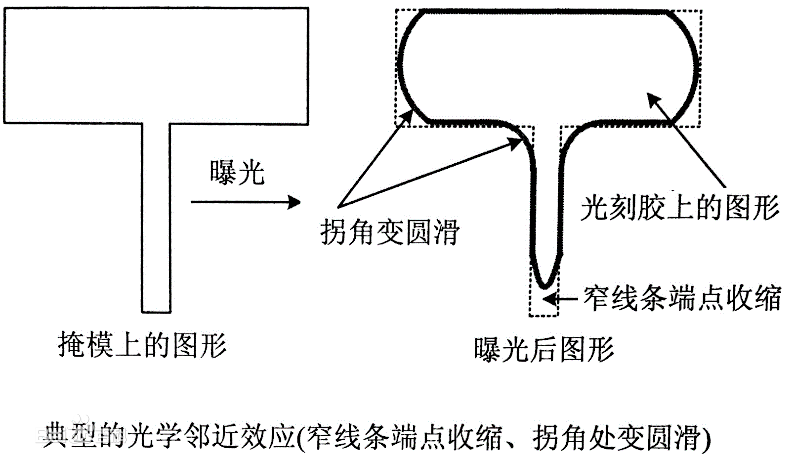 曝光
拐角变圆滑
光刻胶上的图形
窄线条端点收缩
掩模上的图形
曝光后图形
典型的光学邻近效应(窄线条端点收缩、拐角处变圆滑)